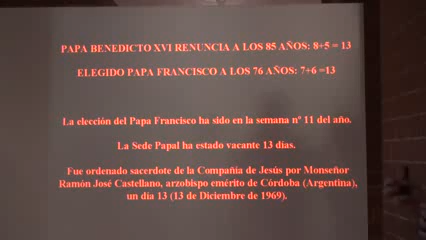 PAPA BENEDICTO XVI RENUNCIA A LOS 85 AÑOS: 8+5 = 13
ELEGIDO PAPA FRANCISCO A LOS 76 AÑOS: 7+6 =13
La elección del Papa Francisco ha sido en la semana nº 11 del año.
La Sede Papal ha estado vacante 13 días.
Fue ordenado sacerdote de la Compañía de Jesús por Monseñor
Ramón José Castellano, arzobispo emérito de Córdoba (Argentina),
un día 13 (13 de Diciembre de 1969).